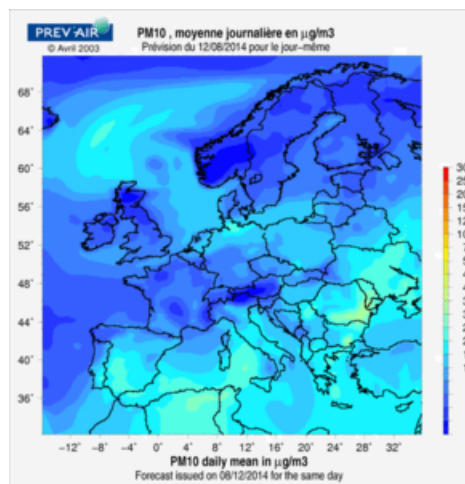 PREV'AIR
© Avril 2003
PM10 , moyenne journalière en µg/m3
Prévision du 12/08/2014 pour le jour-même
68°
64°
60°
56°
52°
48°
44°
40°
36°
−12° −8° −4° 0° 4° 8° 12° 16° 20° 24° 28° 32°
PM10 daily mean in µg/m3
Forecast issued on 08/12/2014 for the same day